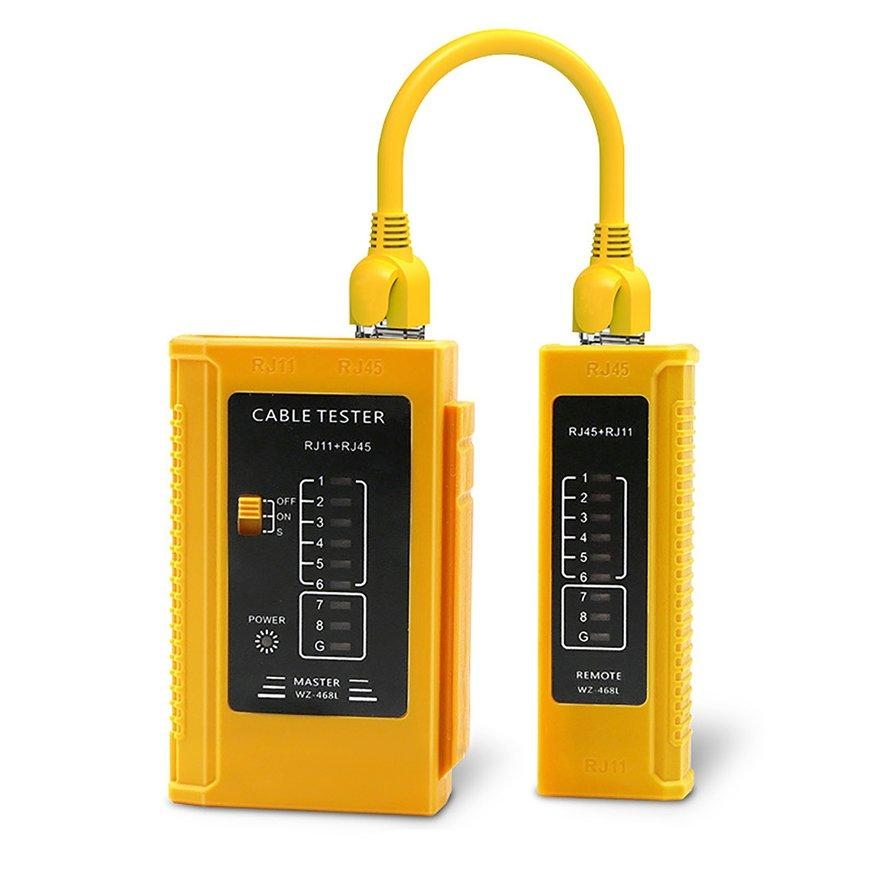 RJ11 RJ45
CABLE TESTER
RJ11+RJ45
OFF
ON
S
1
2
3
4
5
6
7
8
G
POWER
MASTER
WZ-468L
RJ45
RJ45+RJ11
1
2
3
4
5
6
7
8
G
REMOTE
WZ-468L
RJ11